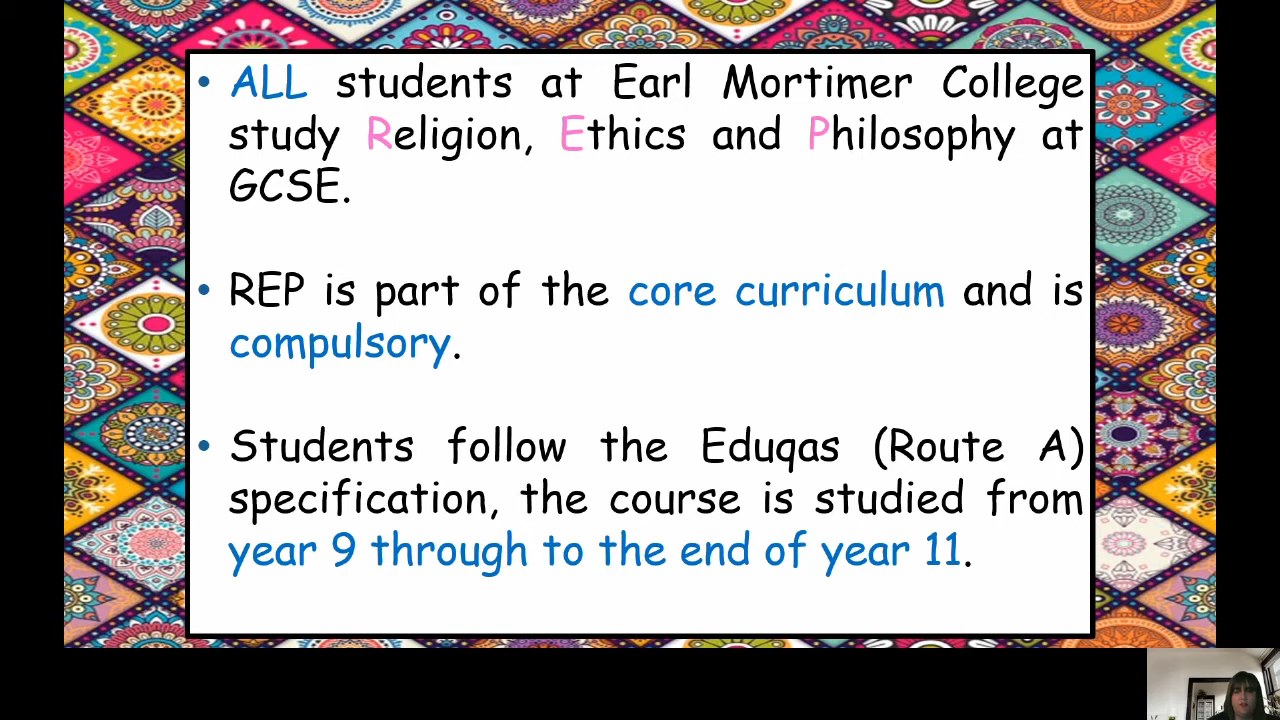 • ALL students at Earl Mortimer College
study Religion, Ethics and Philosophy at
GCSE.
• REP is part of the core curriculum and is
compulsory.
• Students follow the Eduqas (Route A)
specification, the course is studied from
year 9 through to the end of year 11.